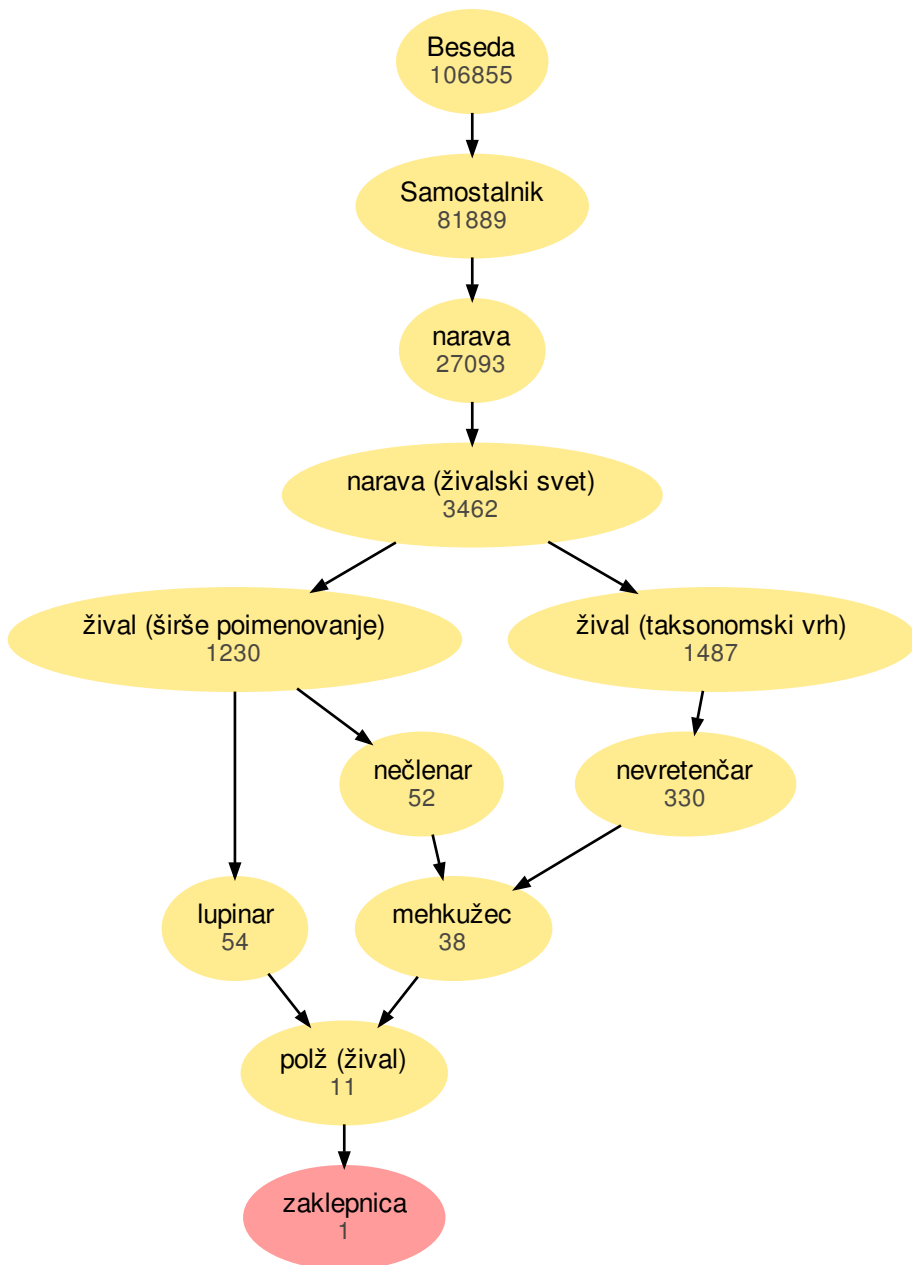 Beseda
106855
Samostalnik
81889
narava
27093
narava (živalski svet)
3462
žival (širše poimenovanje)
1230
žival (taksonomski vrh)
1487
nečlenar
52
nevretenčar
330
lupinar
54
mehkužec
38
polž (žival)
11
zaklepnica
1